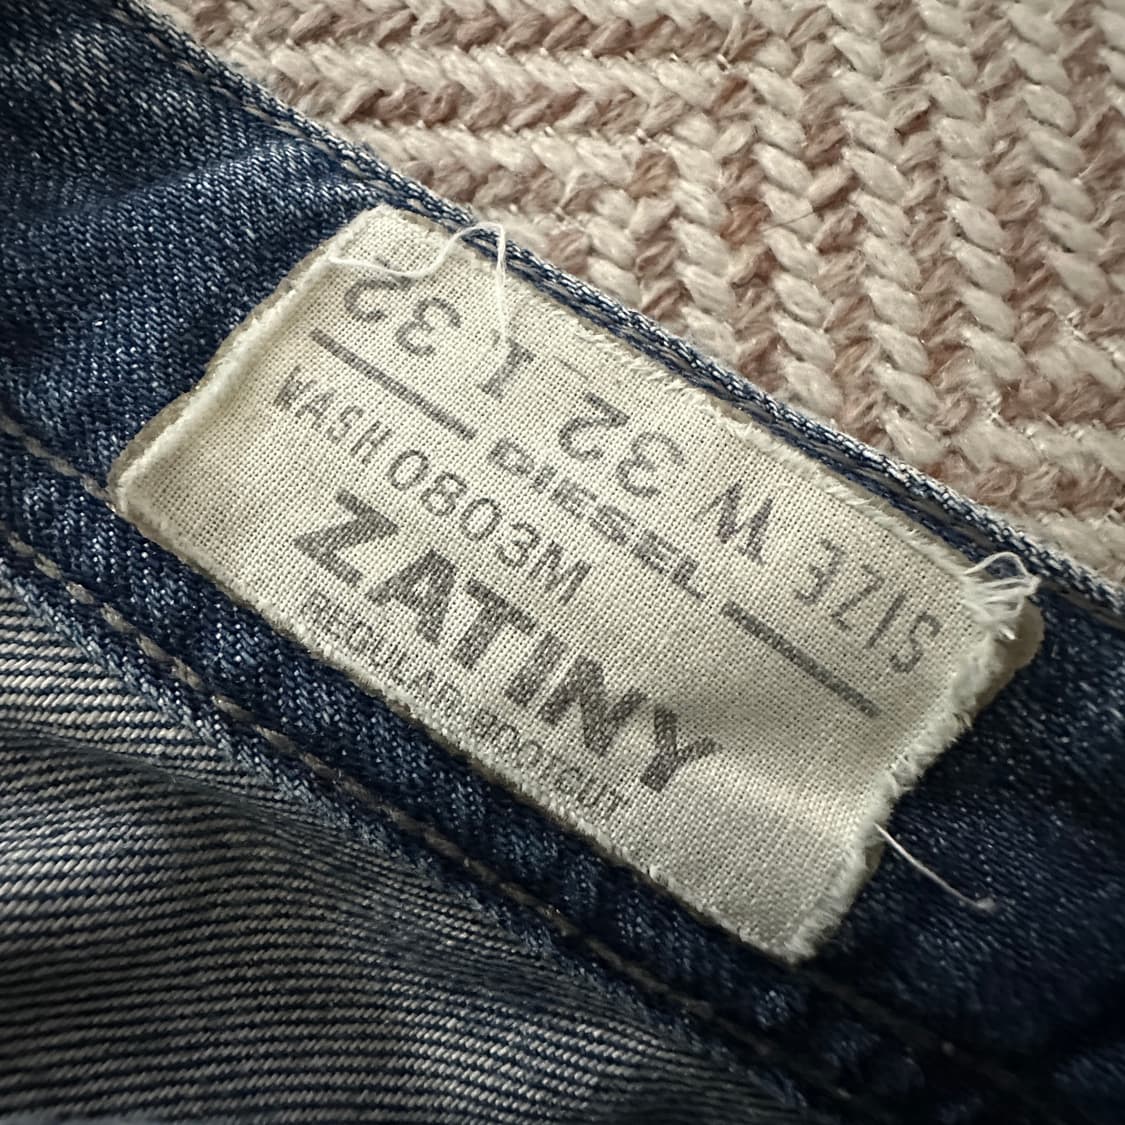 SIZE W 32 L 32
DIESEL
WASH 0803M
ZATINY
REGULAR BOOTCUT